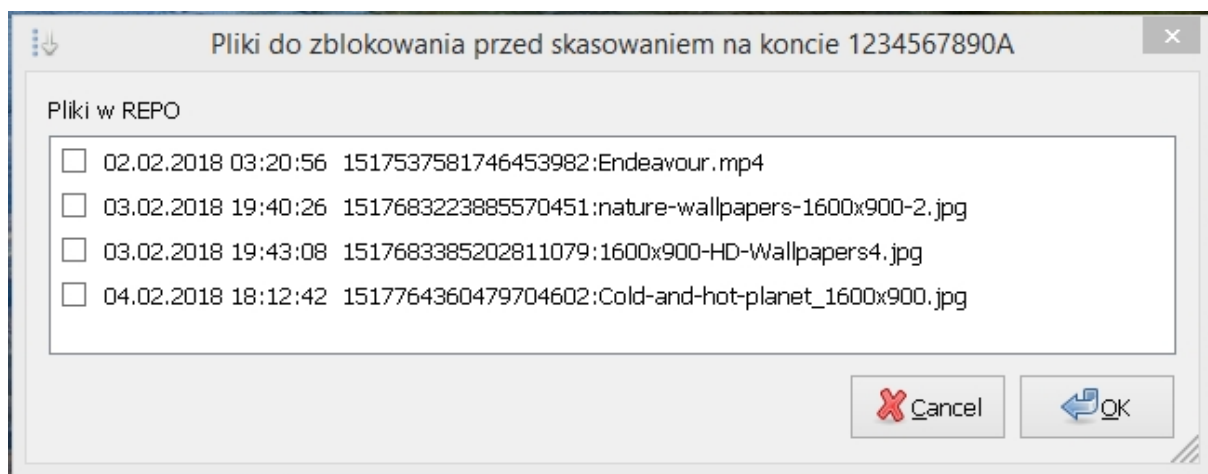 Pliki do zblokowania przed skasowaniem na koncie 1234567890A
Pliki w REPO
02.02.2018 03:20:56 1517537581746453982:Endeavour.mp4
03.02.2018 19:40:26 1517683223885570451:nature-wallpapers-1600x900-2.jpg
03.02.2018 19:43:08 1517683385202811079:1600x900-HD-Wallpapers4.jpg
04.02.2018 18:12:42 1517764360479704602:Cold-and-hot-planet_1600x900.jpg
Cancel OK